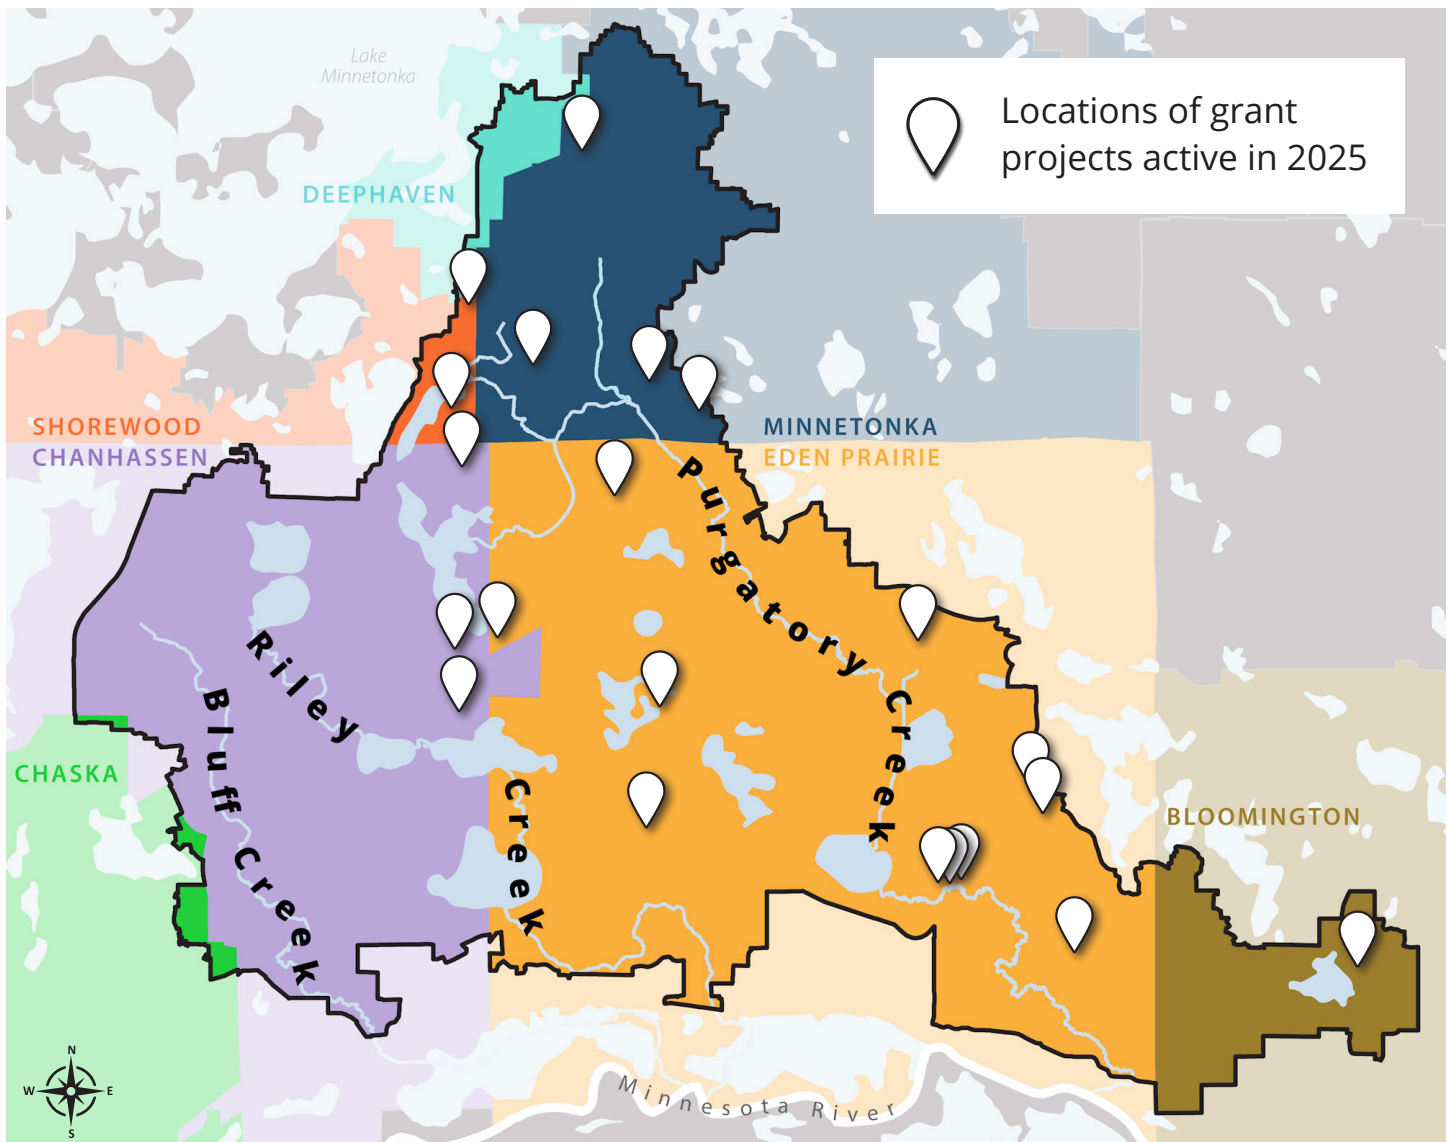 Lake
Minnetonka
Locations of grant
projects active in 2025
DEEPHAVEN
SHOREWOOD
CHANHASSEN
MINNETONKA
EDEN PRAIRIE
Purgatory Creek
Riley Creek
Bluff Creek
CHASKA
BLOOMINGTON
Minnesota River
N
W E
S